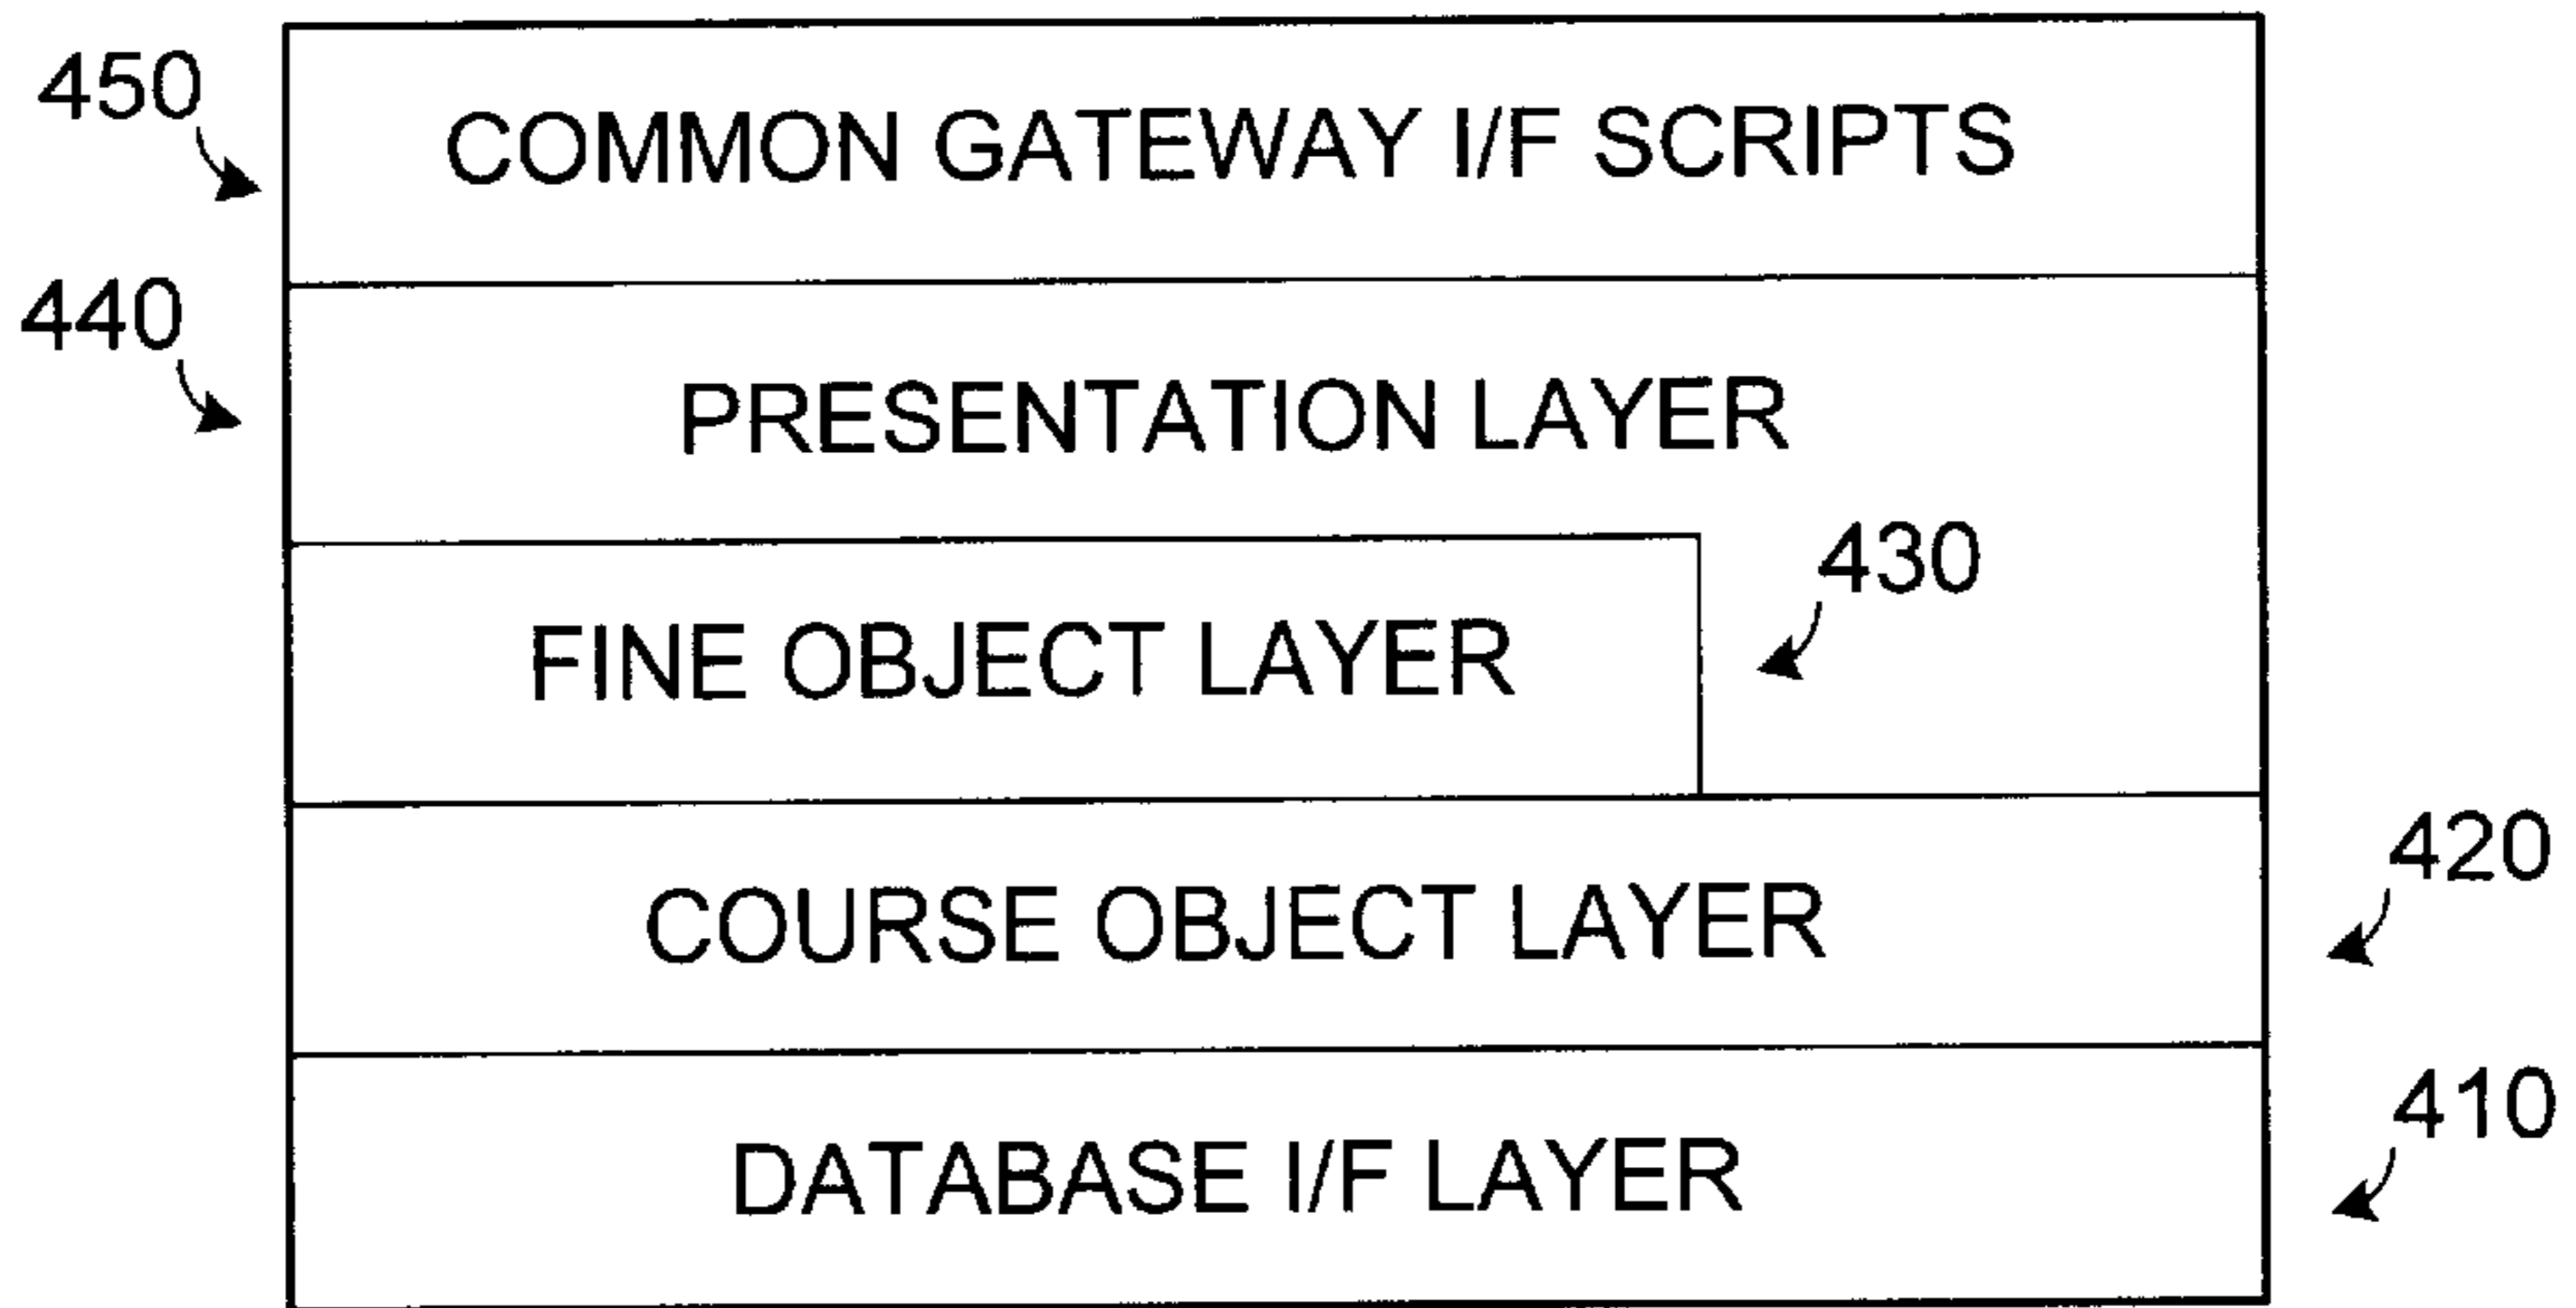 450
COMMON GATEWAY I/F SCRIPTS
440
PRESENTATION LAYER
430
FINE OBJECT LAYER
420
COURSE OBJECT LAYER
410
DATABASE I/F LAYER